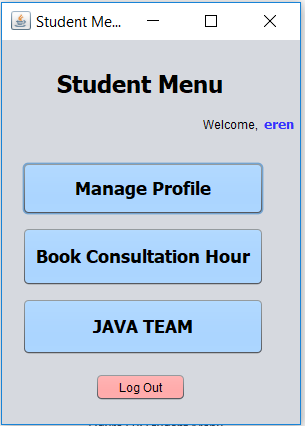 Student Me...
Student Menu
Welcome, eren
Manage Profile
Book Consultation Hour
JAVA TEAM
Log Out